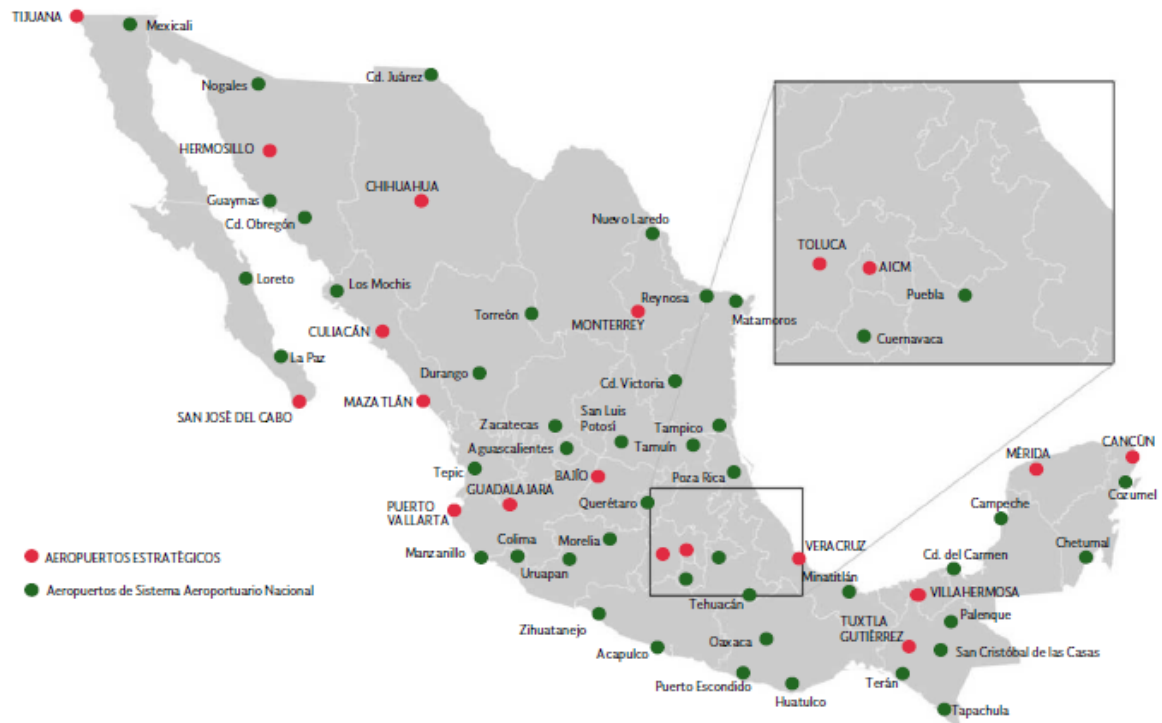 TIJUANA
Mexicali
Nogales
Cd. Juárez
HERMOSILLO
CHIHUAHUA
Guaymas
Cd. Obregón
Nuevo Laredo
TOLUCA
AICM
Puebla
Cuernavaca
Loreto
Los Mochis
Reynosa
Matamoros
Torreón
MONTERREY
CULIACÁN
La Paz
Durango
Cd. Victoria
SAN JOSÉ DEL CABO
MAZATLÁN
Zacatecas
San Luis
Potosí
Tampico
Aguascalientes
Tamuín
MÉRIDA
CANCÚN
Tepic
BAJÍO
Poza Rica
Cozumel
GUADALAJARA
Querétaro
Campeche
PUERTO
VALLARTA
Colima
Morelia
VERACRUZ
Chetumal
Manzanillo
Cd. del Carmen
AEROPUERTOS ESTRATÈGICOS
Uruapan
Minatitlán
Aeropuertos de Sistema Aeroportuario Nacional
Tehuacán
VILLAHERMOSA
Palenque
Zihuatanejo
TUXTLA
GUTIÈRREZ
Oaxaca
Acapulco
San Cristóbal de las Casas
Puerto Escondido
Terán
Huatulco
Tapachula